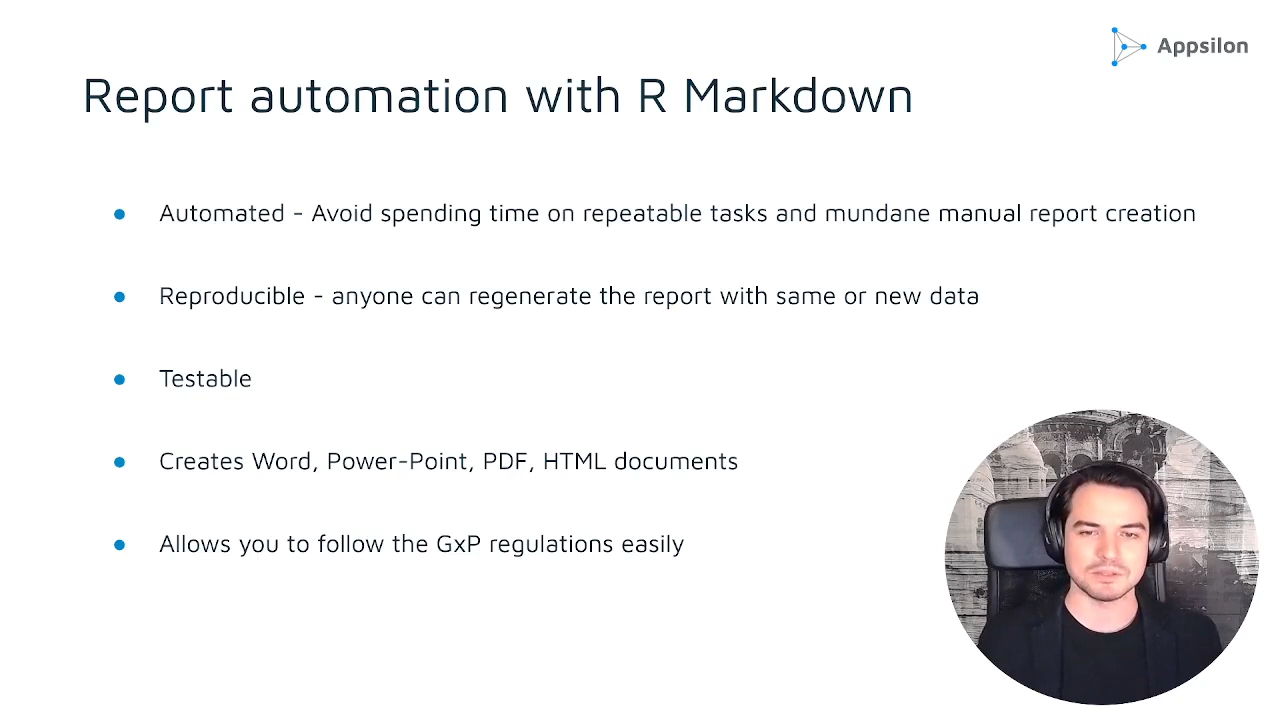 Appsilon
Report automation with R Markdown
Automated - Avoid spending time on repeatable tasks and mundane manual report creation
Reproducible - anyone can regenerate the report with same or new data
Testable
Creates Word, Power-Point, PDF, HTML documents
Allows you to follow the GxP regulations easily